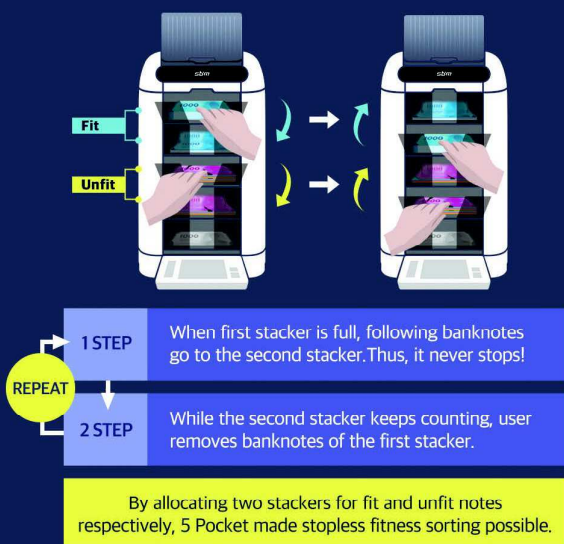 sbm
sbm
Fit
Unfit
1 STEP
When first stacker is full, following banknotes
go to the second stacker.Thus, it never stops!
REPEAT
2 STEP
While the second stacker keeps counting, user
removes banknotes of the first stacker.
By allocating two stackers for fit and unfit notes
respectively, 5 Pocket made stopless fitness sorting possible.